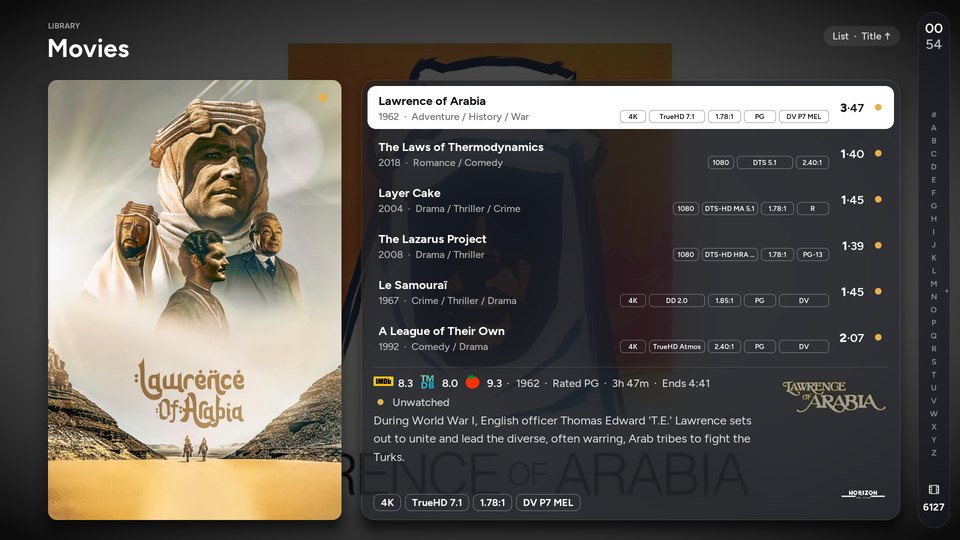 LIBRARY
Movies
List · Title ↑
00
54
Lawrence Of Arabia
Lawrence of Arabia
1962 · Adventure / History / War
4K TrueHD 7.1 1.78:1 PG DV P7 MEL
3·47
The Laws of Thermodynamics
2018 · Romance / Comedy
1080 DTS 5.1 2.40:1
1·40
Layer Cake
2004 · Drama / Thriller / Crime
1080 DTS-HD MA 5.1 1.78:1 R
1·45
The Lazarus Project
2008 · Drama / Thriller
1080 DTS-HD HRA ... 1.78:1 PG-13
1·39
Le Samouraï
1967 · Crime / Thriller / Drama
4K DD 2.0 1.85:1 PG DV
1·45
A League of Their Own
1992 · Comedy / Drama
4K TrueHD Atmos 2.40:1 PG DV
2·07
IMDb 8.3 TMDB 8.0 9.3 · 1962 · Rated PG · 3h 47m · Ends 4:41
Unwatched
LAWRENCE OF ARABIA
During World War I, English officer Thomas Edward 'T.E.' Lawrence sets
out to unite and lead the diverse, often warring, Arab tribes to fight the
Turks.
RENCE OF ARABIA
4K TrueHD 7.1 1.78:1 DV P7 MEL
HORIZON
#
A
B
C
D
E
F
G
H
I
J
K
L
M
N
O
P
Q
R
S
T
U
V
W
X
Y
Z
6127